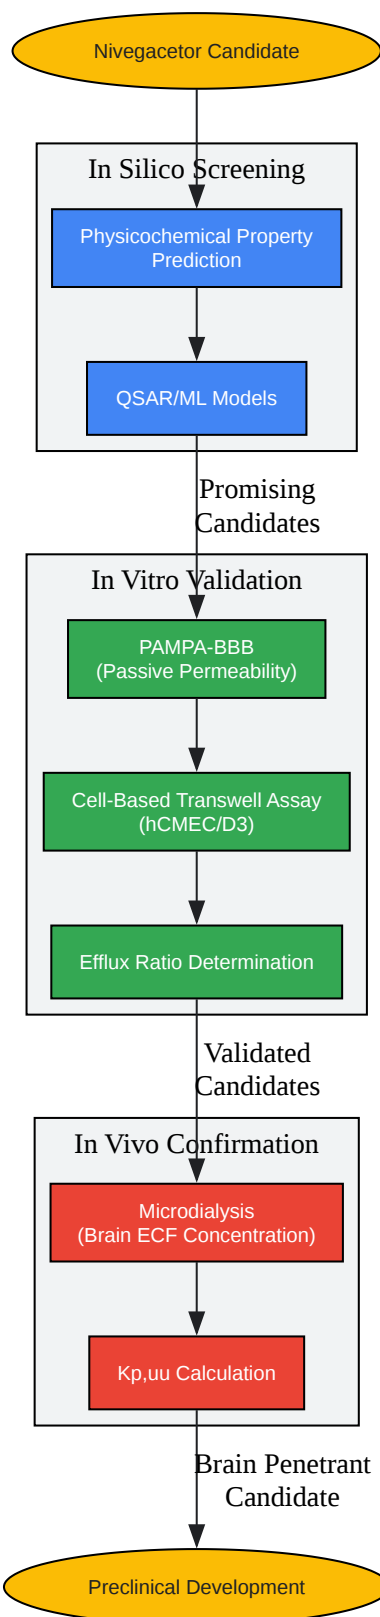 Nivegacetor Candidate
In Silico Screening
Physicochemical Property
Prediction
QSAR/ML Models
Promising
Candidates
In Vitro Validation
PAMPA-BBB
(Passive Permeability)
Cell-Based Transwell Assay
(hCMEC/D3)
Efflux Ratio Determination
Validated
Candidates
In Vivo Confirmation
Microdialysis
(Brain ECF Concentration)
Kp,uu Calculation
Brain Penetrant
Candidate
Preclinical Development